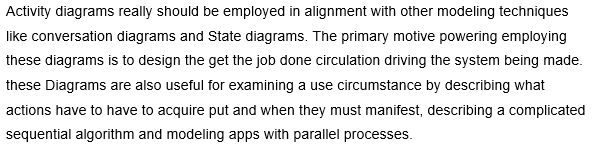 Activity diagrams really should be employed in alignment with other modeling techniques
like conversation diagrams and State diagrams. The primary motive powering employing
these diagrams is to design the get the job done circulation driving the system being made.
these Diagrams are also useful for examining a use circumstance by describing what
actions have to have to acquire put and when they must manifest, describing a complicated
sequential algorithm and modeling apps with parallel processes.